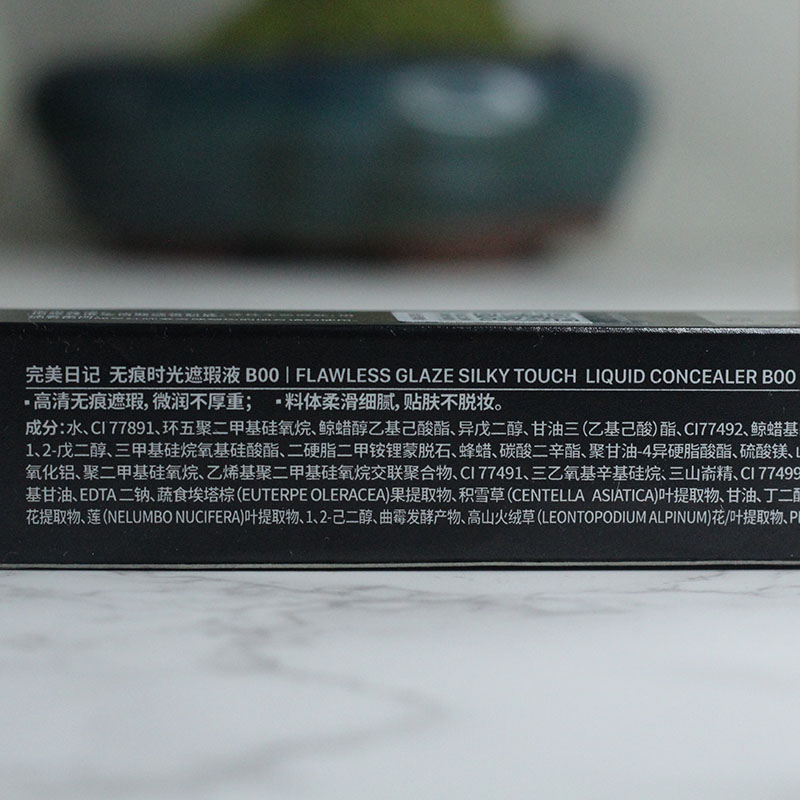 完美日记 无痕时光遮瑕液 B00 | FLAWLESS GLAZE SILKY TOUCH LIQUID CONCEALER B00
▪高清无痕遮瑕, 微润不厚重； ▪料体柔滑细腻, 贴肤不脱妆。
成分：水、CI 77891、环五聚二甲基硅氧烷、鲸蜡醇乙基己酸酯、异戊二醇、甘油三（乙基己酸）酯、CI77492、鲸蜡基
1、2-戊二醇、三甲基硅烷氧基硅酸酯、二硬脂二甲铵锂蒙脱石、蜂蜡、碳酸二辛酯、聚甘油-4异硬脂酸酯、硫酸镁、
氧化铝、聚二甲基硅氧烷、乙烯基聚二甲基硅氧烷交联聚合物、CI 77491、三乙氧基辛基硅烷、三山嵛精、CI 77499
基甘油、EDTA 二钠、蔬食埃塔棕(EUTERPE OLERACEA)果提取物、积雪草(CENTELLA ASIATICA)叶提取物、甘油、丁二
花提取物、莲(NELUMBO NUCIFERA)叶提取物、1、2-己二醇、曲霉发酵产物、高山火绒草(LEONTOPODIUM ALPINUM)花/叶提取物、